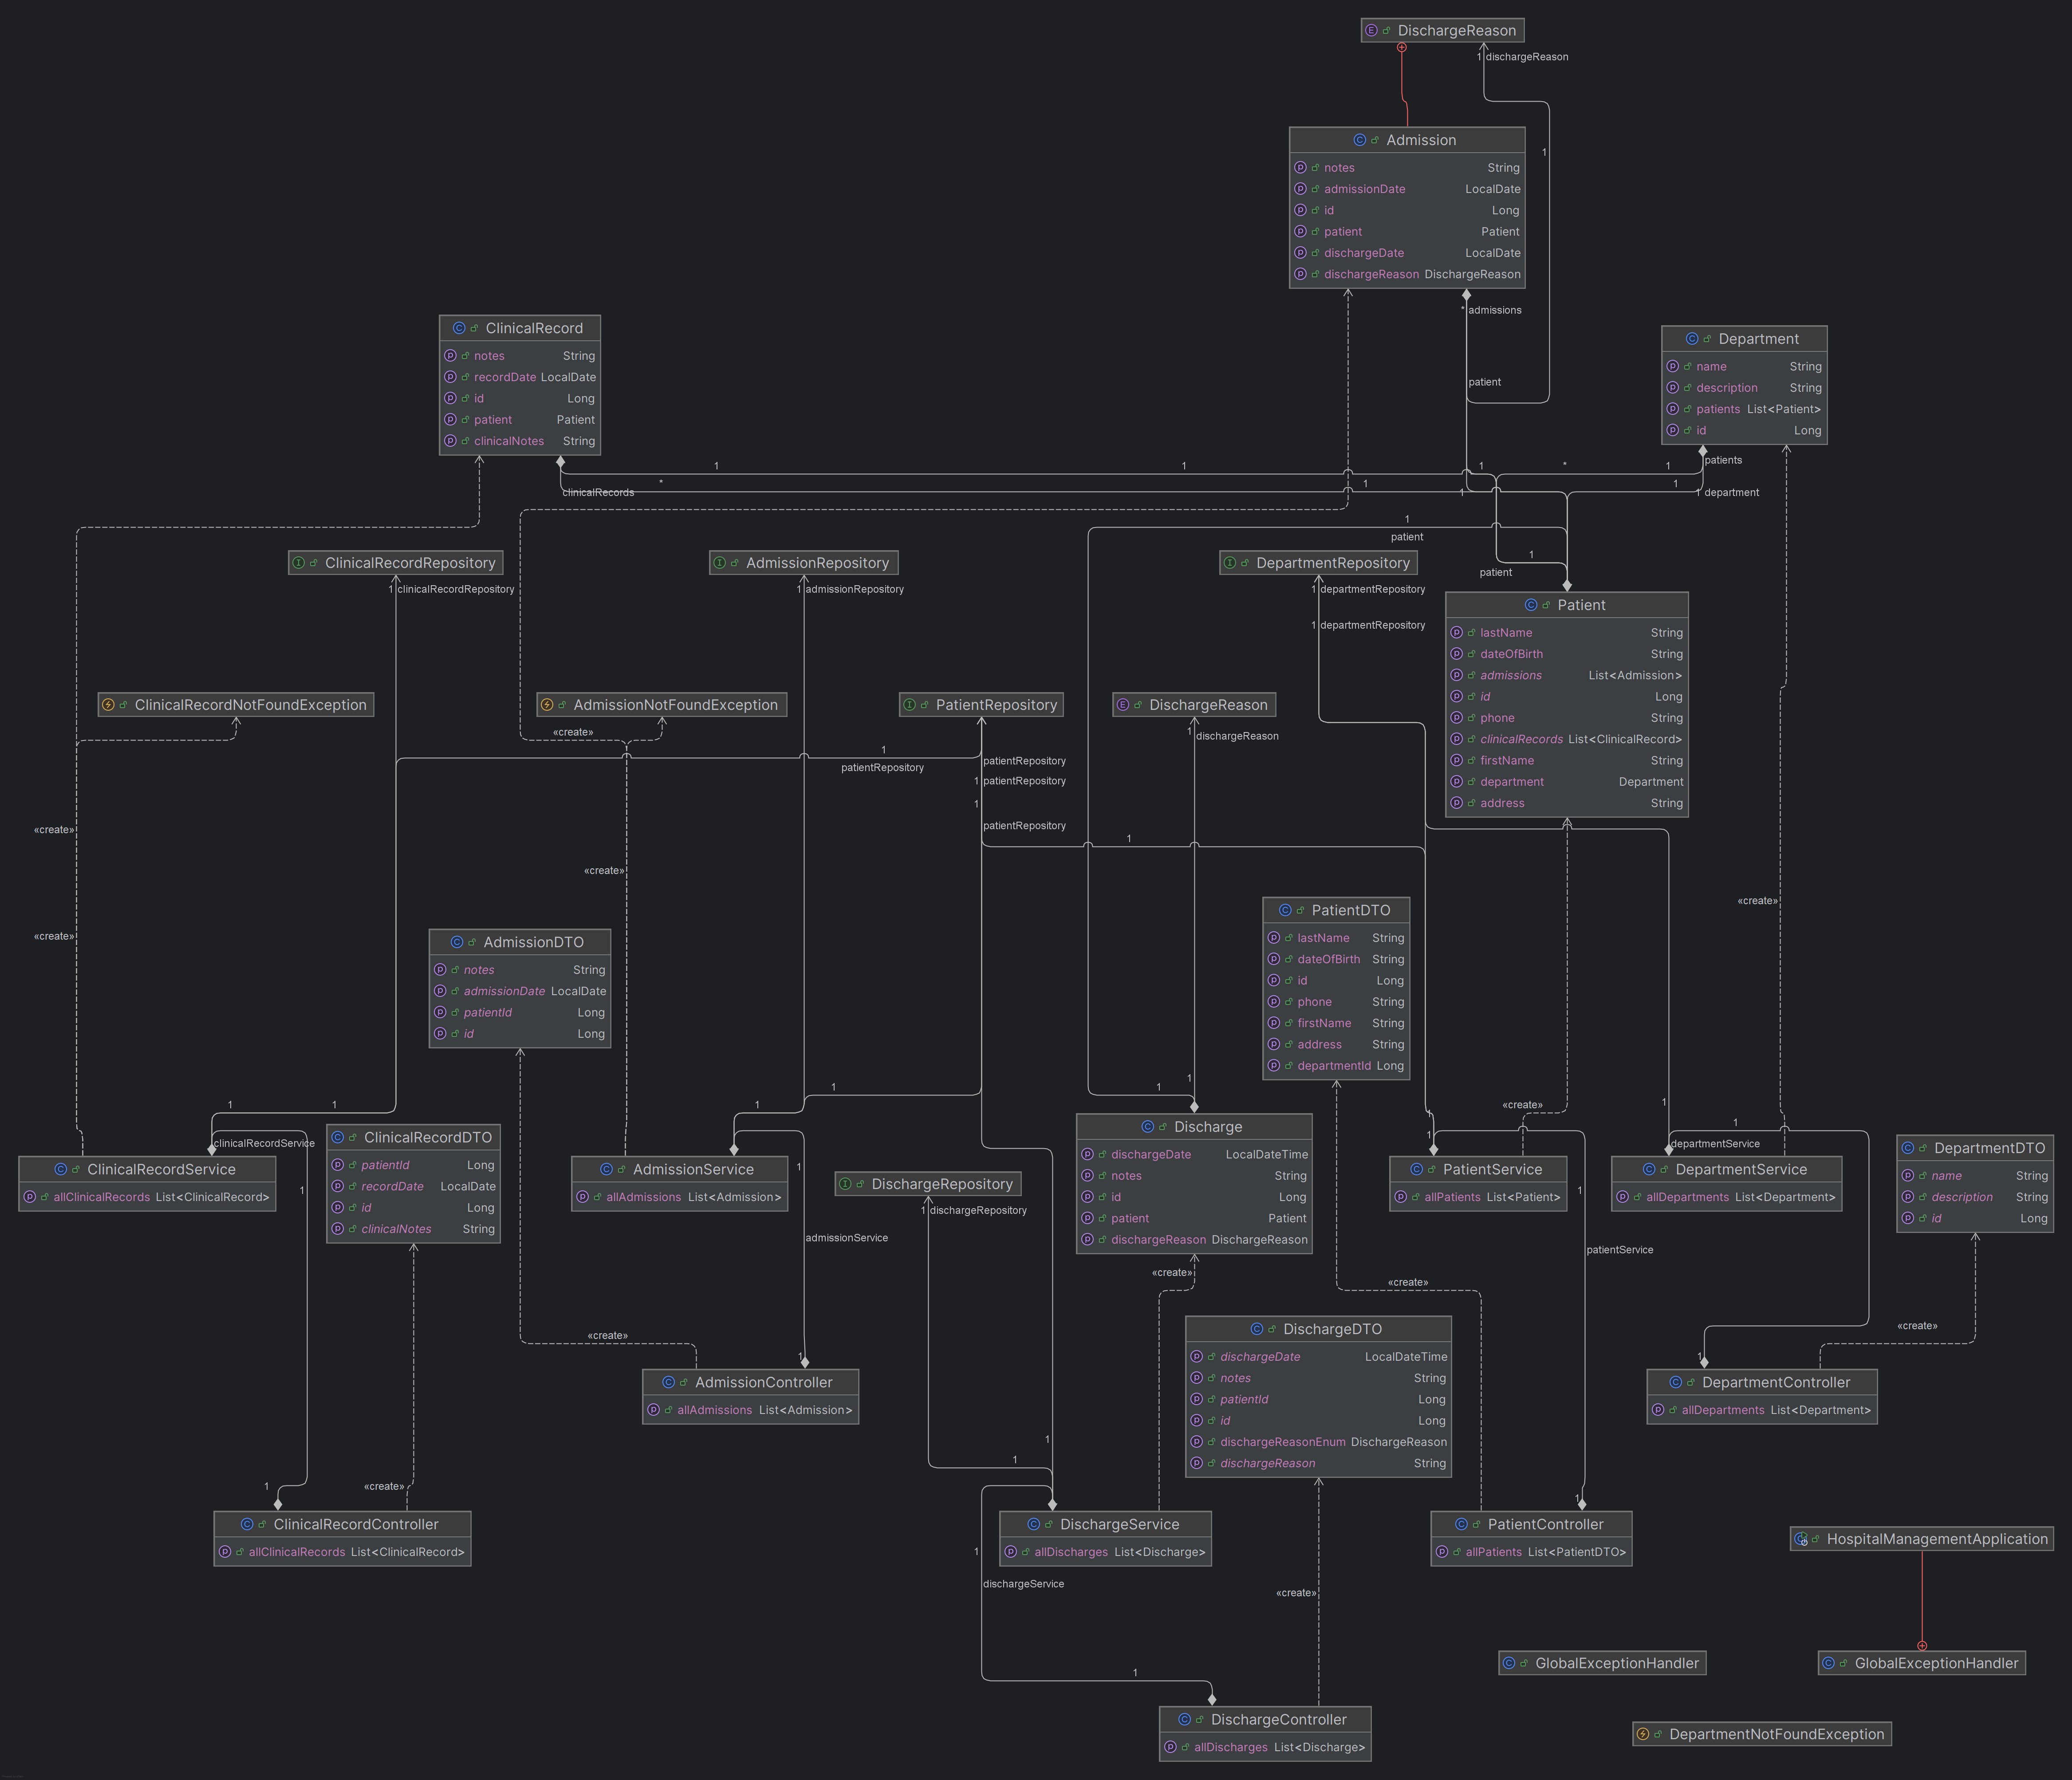 DischargeReason
1 dischargeReason
Admission
1
notes String
admissionDate LocalDate
id Long
patient Patient
dischargeDate LocalDate
dischargeReason DischargeReason
* admissions
ClinicalRecord
notes String
recordDate LocalDate
id Long
patient Patient
clinicalNotes String
Department
name String
description String
patients List<Patient>
id Long
patient
1 1 1 * 1 patients
clinicalRecords * 1 1 1 1 department
1
patient
1
patient
ClinicalRecordRepository
1 clinicalRecordRepository
AdmissionRepository
1 admissionRepository
DepartmentRepository
1 departmentRepository
1 departmentRepository
Patient
lastName String
dateOfBirth String
admissions List<Admission>
id Long
phone String
clinicalRecords List<ClinicalRecord>
firstName String
department Department
address String
ClinicalRecordNotFoundException
AdmissionNotFoundException
«create»
PatientRepository
DischargeReason
1 dischargeReason
1
patientRepository
patientRepository
1 patientRepository
1
patientRepository
1
«create»
«create»
«create»
«create»
AdmissionDTO
notes String
admissionDate LocalDate
patientId Long
id Long
PatientDTO
lastName String
dateOfBirth String
id Long
phone String
firstName String
address String
departmentId Long
1 1
1 1
1
1
«create»
1
1
1
1
ClinicalRecordService
allClinicalRecords List<ClinicalRecord>
clinicalRecordService
1
ClinicalRecordDTO
patientId Long
recordDate LocalDate
id Long
clinicalNotes String
AdmissionService
allAdmissions List<Admission>
1
admissionService
DischargeRepository
1 dischargeRepository
Discharge
dischargeDate LocalDateTime
notes String
id Long
patient Patient
dischargeReason DischargeReason
PatientService
allPatients List<Patient>
1
patientService
departmentService
DepartmentService
allDepartments List<Department>
DepartmentDTO
name String
description String
id Long
«create»
«create»
«create»
«create»
DischargeDTO
dischargeDate LocalDateTime
notes String
patientId Long
id Long
dischargeReasonEnum DischargeReason
dischargeReason String
1
AdmissionController
allAdmissions List<Admission>
1
DepartmentController
allDepartments List<Department>
1
1
1
«create»
1
ClinicalRecordController
allClinicalRecords List<ClinicalRecord>
DischargeService
allDischarges List<Discharge>
1
PatientController
allPatients List<PatientDTO>
HospitalManagementApplication
1
dischargeService
«create»
1
GlobalExceptionHandler
GlobalExceptionHandler
DischargeController
allDischarges List<Discharge>
DepartmentNotFoundException